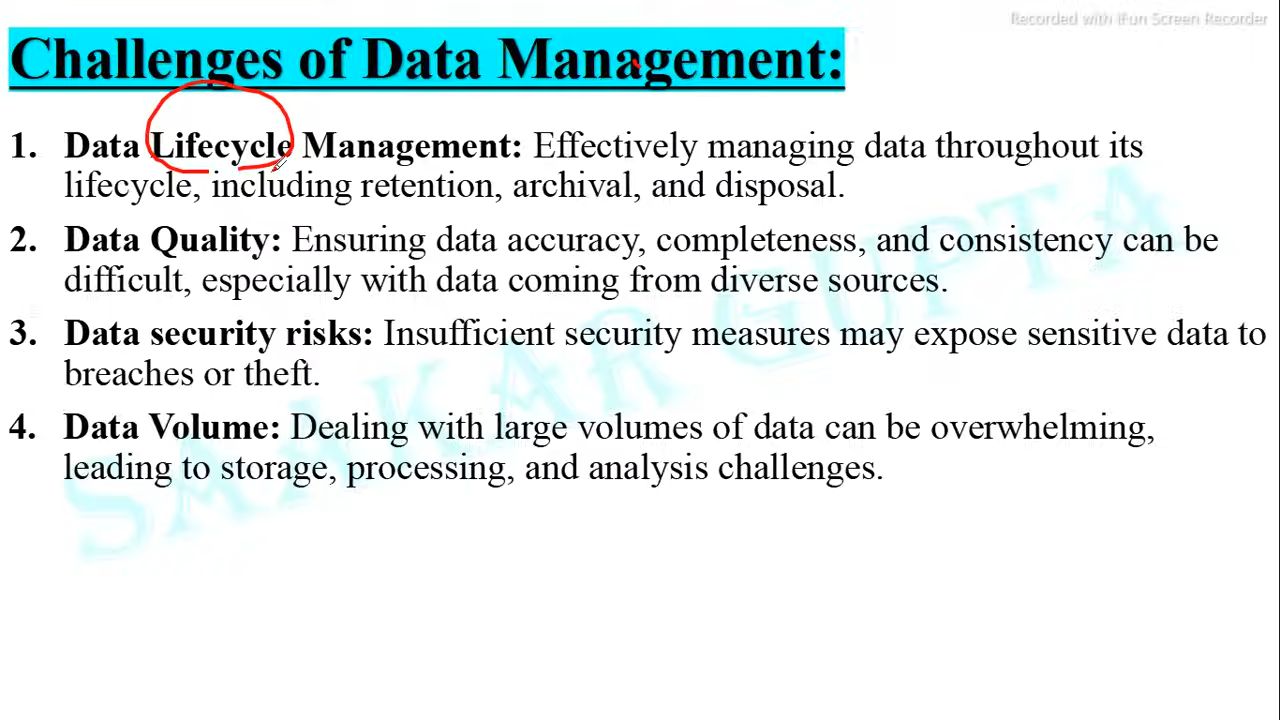 Recorded with iFun Screen Recorder
Challenges of Data Management:
1. Data Lifecycle Management: Effectively managing data throughout its
lifecycle, including retention, archival, and disposal.
2. Data Quality: Ensuring data accuracy, completeness, and consistency can be
difficult, especially with data coming from diverse sources.
3. Data security risks: Insufficient security measures may expose sensitive data to
breaches or theft.
4. Data Volume: Dealing with large volumes of data can be overwhelming,
leading to storage, processing, and analysis challenges.
SAAKAR GUPTA